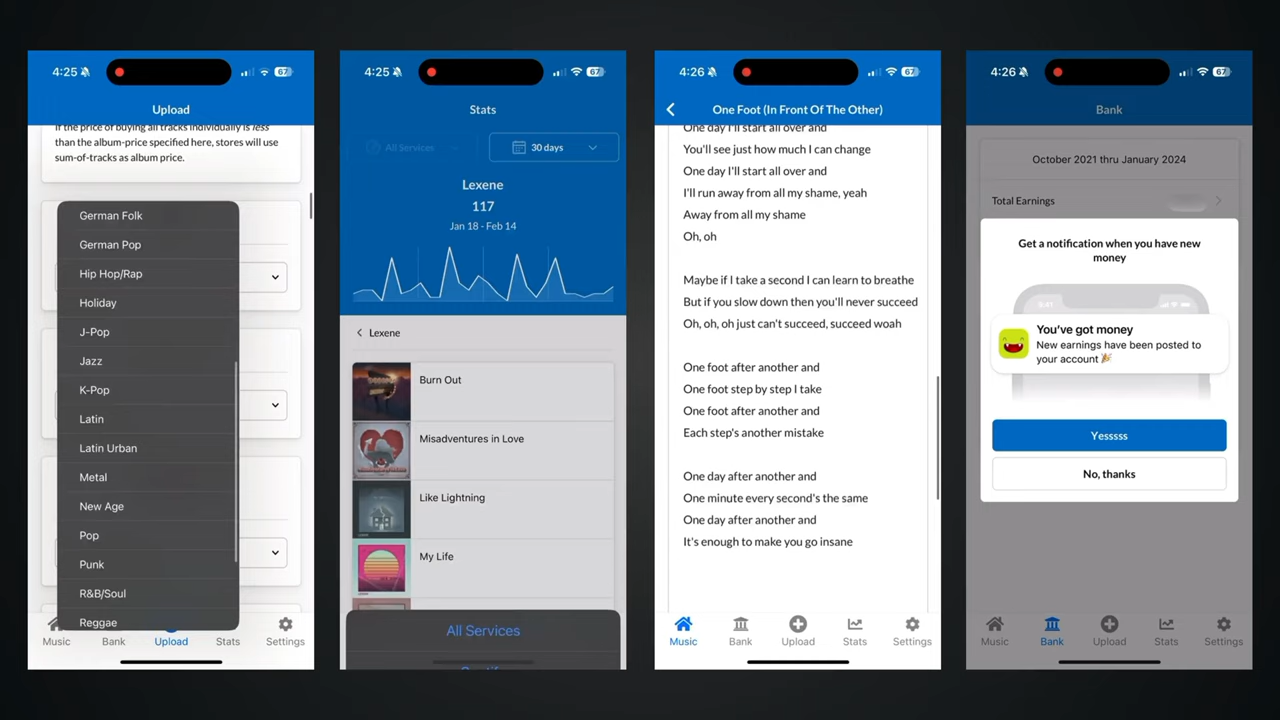 4:25
67
Upload
If the price of buying all tracks individually is less
than the album-price specified here, stores will use
sum-of-tracks as album price.
German Folk
German Pop
Hip Hop/Rap
Holiday
J-Pop
Jazz
K-Pop
Latin
Latin Urban
Metal
New Age
Pop
Punk
R&B/Soul
Reggae
Music
Bank
Upload
Stats
Settings
4:25
67
Stats
All Services
30 days
Lexene
117
Jan 18 - Feb 14
Lexene
Burn Out
Misadventures in Love
Like Lightning
My Life
All Services
4:26
67
One Foot (In Front Of The Other)
One day I'll start all over and
You'll see just how much I can change
One day I'll start all over and
I'll run away from all my shame, yeah
Away from all my shame
Oh, oh
Maybe if I take a second I can learn to breathe
But if you slow down then you'll never succeed
Oh, oh, oh just can't succeed, succeed woah
One foot after another and
One foot step by step I take
One foot after another and
Each step's another mistake
One day after another and
One minute every second's the same
One day after another and
It's enough to make you go insane
Music
Bank
Upload
Stats
Settings
4:26
67
Bank
October 2021 thru January 2024
Total Earnings
Get a notification when you have new
money
9:41
You've got money
New earnings have been posted to
your account 🎉
Yesssss
No, thanks
Music
Bank
Upload
Stats
Settings